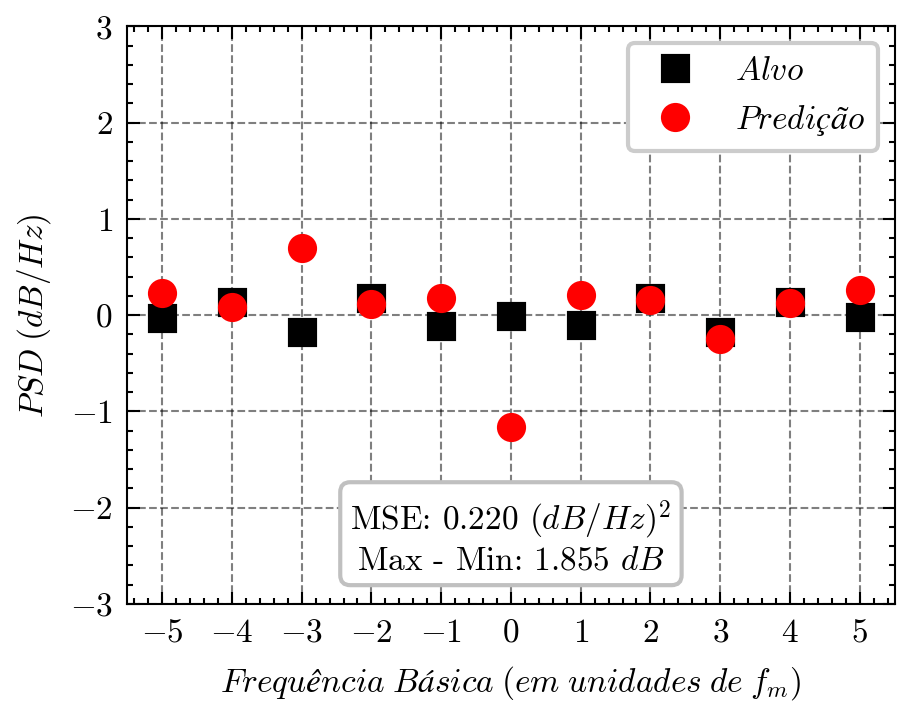 3
2
1
0
−1
−2
−3
PSD (dB/Hz)
Alvo
Predição
MSE: 0.220 (dB/Hz)²
Max - Min: 1.855 dB
−5 −4 −3 −2 −1 0 1 2 3 4 5
Frequência Básica (em unidades de fₘ)